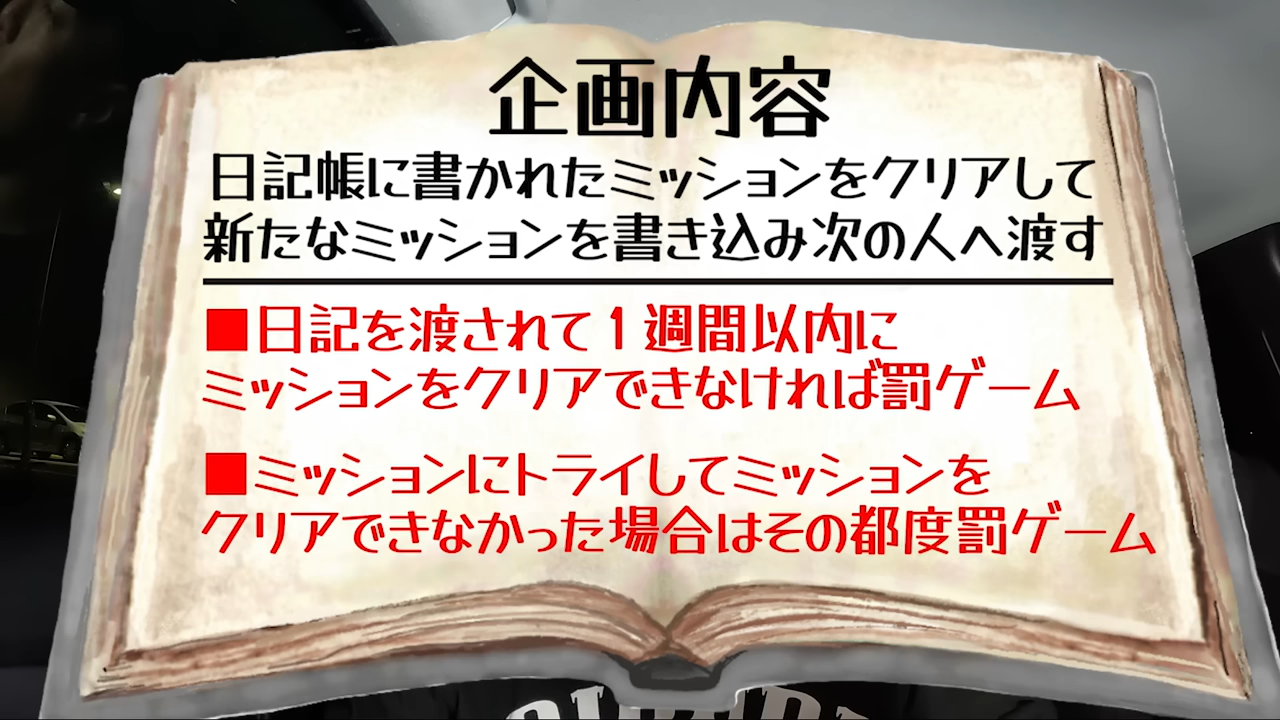 企画内容
日記帳に書かれたミッションをクリアして
新たなミッションを書き込み次の人へ渡す
■日記を渡されて1週間以内に
ミッションをクリアできなければ罰ゲーム
■ミッションにトライしてミッションを
クリアできなかった場合はその都度罰ゲーム